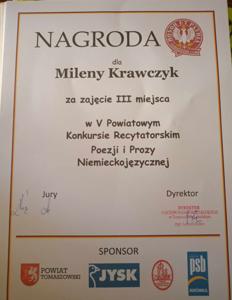 NAGRODA
dla
Mileny Krawczyk
za zajęcie III miejsca
w V Powiatowym
Konkursie Recytatorskim
Poezji i Prozy
Niemieckojęzycznej
Jury
Dyrektor
DYREKTOR
SPONSOR
POWIAT
TOMASZOWSKI
JYSK
psb